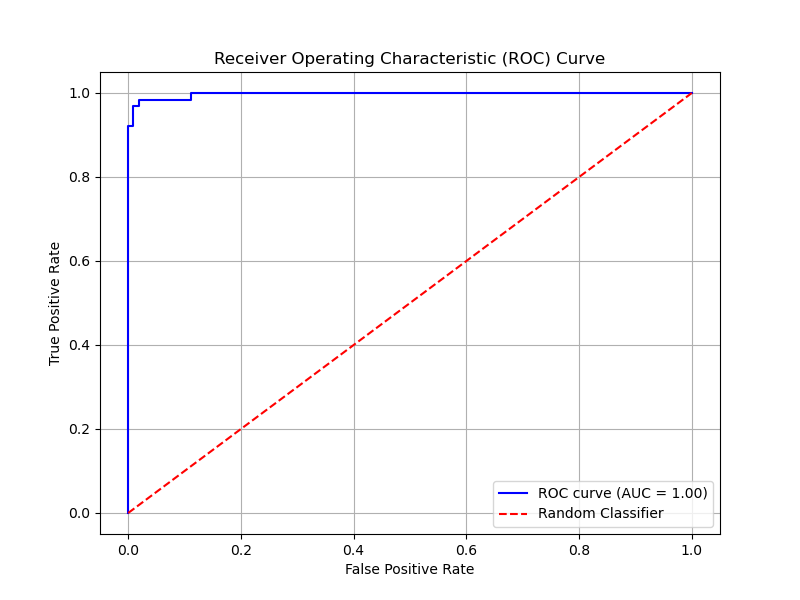 Receiver Operating Characteristic (ROC) Curve
1.0
0.8
0.6
0.4
0.2
0.0
True Positive Rate
0.0 0.2 0.4 0.6 0.8 1.0
False Positive Rate
ROC curve (AUC = 1.00)
Random Classifier